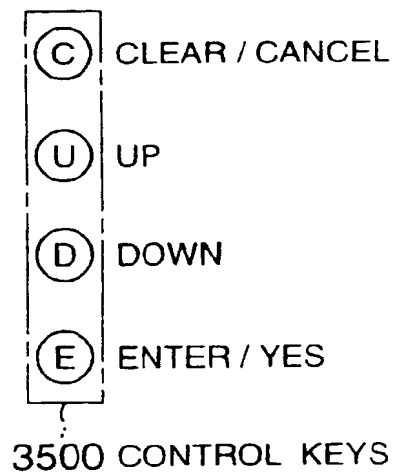 C CLEAR / CANCEL
U UP
D DOWN
E ENTER / YES
3500 CONTROL KEYS